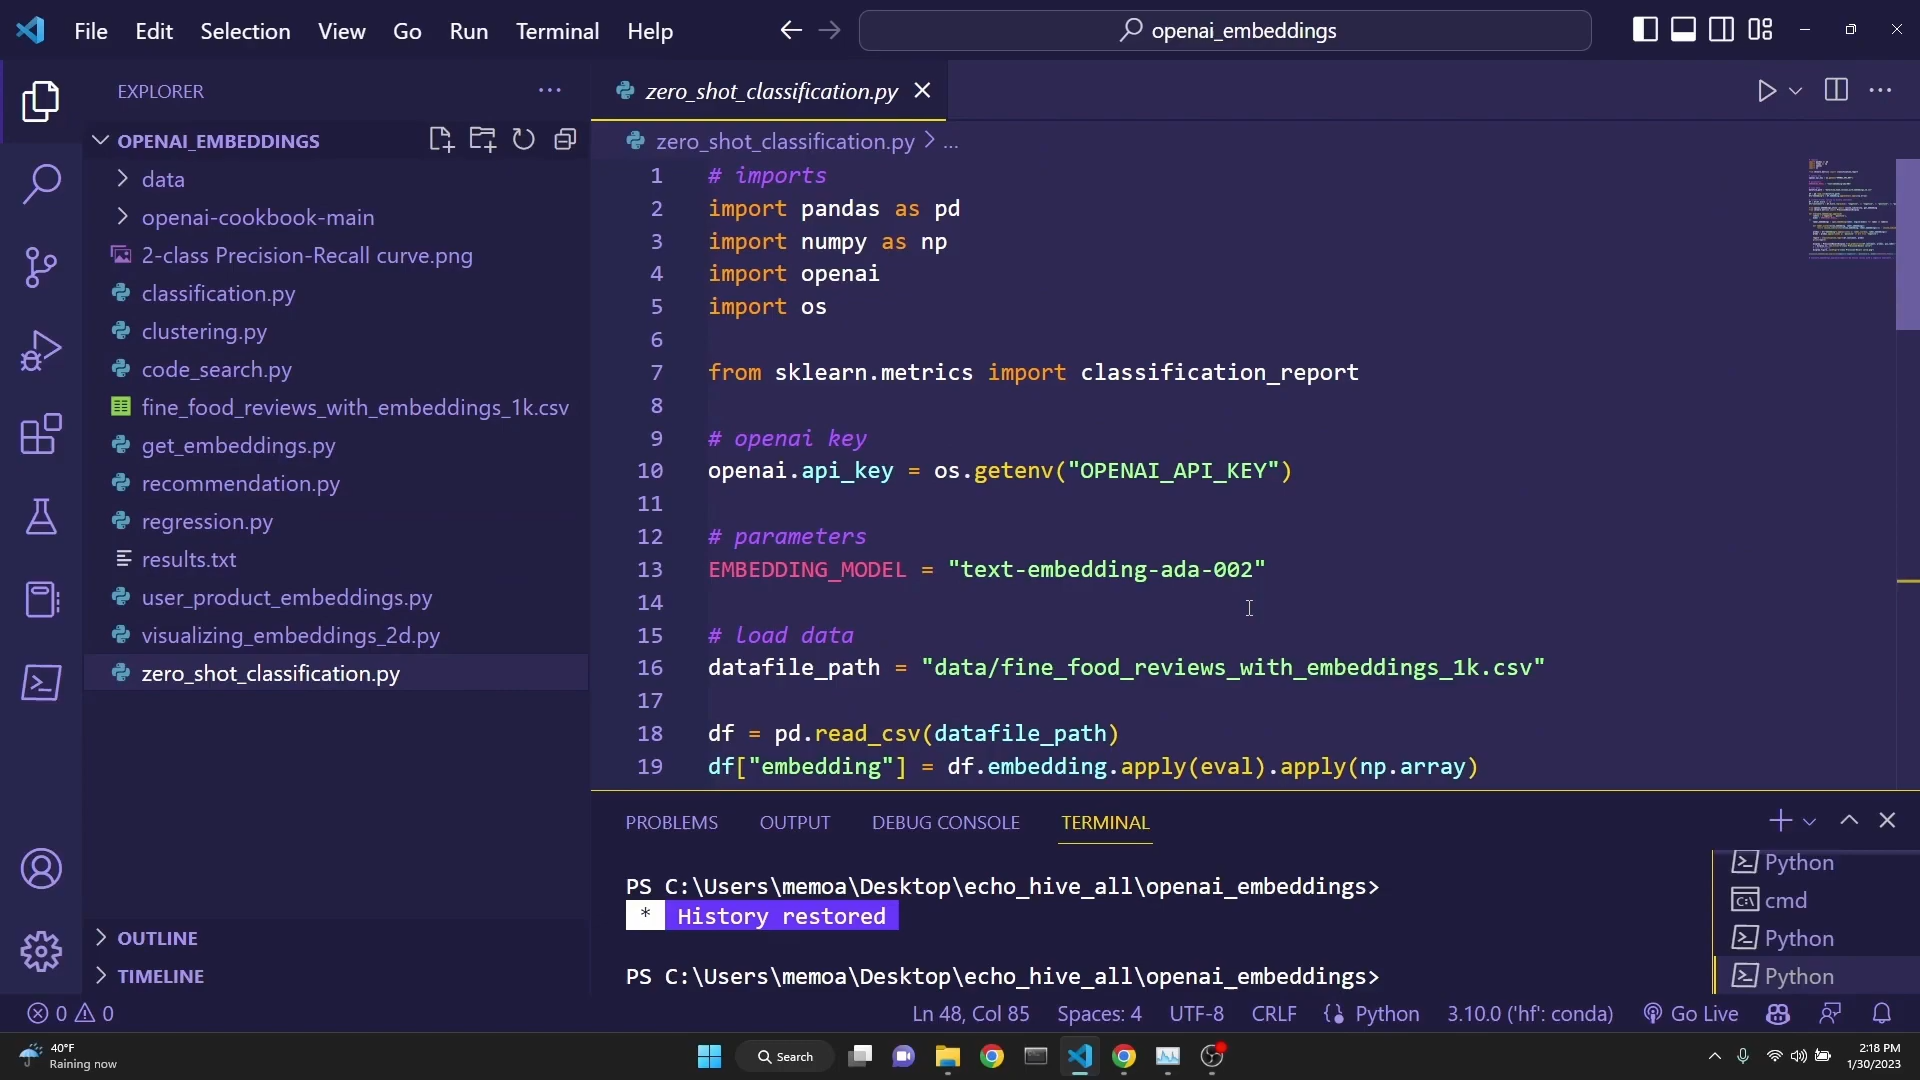 File Edit Selection View Go Run Terminal Help
openai_embeddings
EXPLORER
OPENAI_EMBEDDINGS
data
openai-cookbook-main
2-class Precision-Recall curve.png
classification.py
clustering.py
code_search.py
fine_food_reviews_with_embeddings_1k.csv
get_embeddings.py
recommendation.py
regression.py
results.txt
user_product_embeddings.py
visualizing_embeddings_2d.py
zero_shot_classification.py
OUTLINE
TIMELINE
zero_shot_classification.py
zero_shot_classification.py > ...
1 # imports
2 import pandas as pd
3 import numpy as np
4 import openai
5 import os
6
7 from sklearn.metrics import classification_report
8
9 # openai key
10 openai.api_key = os.getenv("OPENAI_API_KEY")
11
12 # parameters
13 EMBEDDING_MODEL = "text-embedding-ada-002"
14
15 # load data
16 datafile_path = "data/fine_food_reviews_with_embeddings_1k.csv"
17
18 df = pd.read_csv(datafile_path)
19 df["embedding"] = df.embedding.apply(eval).apply(np.array)
PROBLEMS OUTPUT DEBUG CONSOLE TERMINAL
PS C:\Users\memoa\Desktop\echo_hive_all\openai_embeddings>
* History restored
PS C:\Users\memoa\Desktop\echo_hive_all\openai_embeddings>
Python
cmd
Python
Python
0 0 Ln 48, Col 85 Spaces: 4 UTF-8 CRLF Python 3.10.0 ('hf': conda) Go Live
40°F
Raining now
Search
2:18 PM
1/30/2023